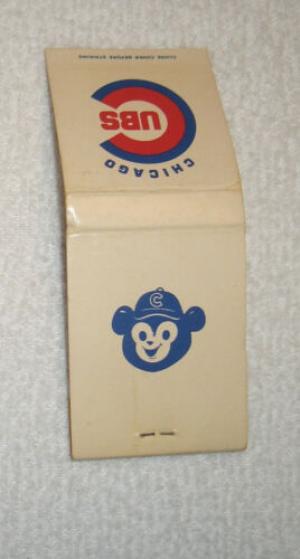 CLOSE COVER BEFORE STRIKING
CUBS
CHICAGO
C